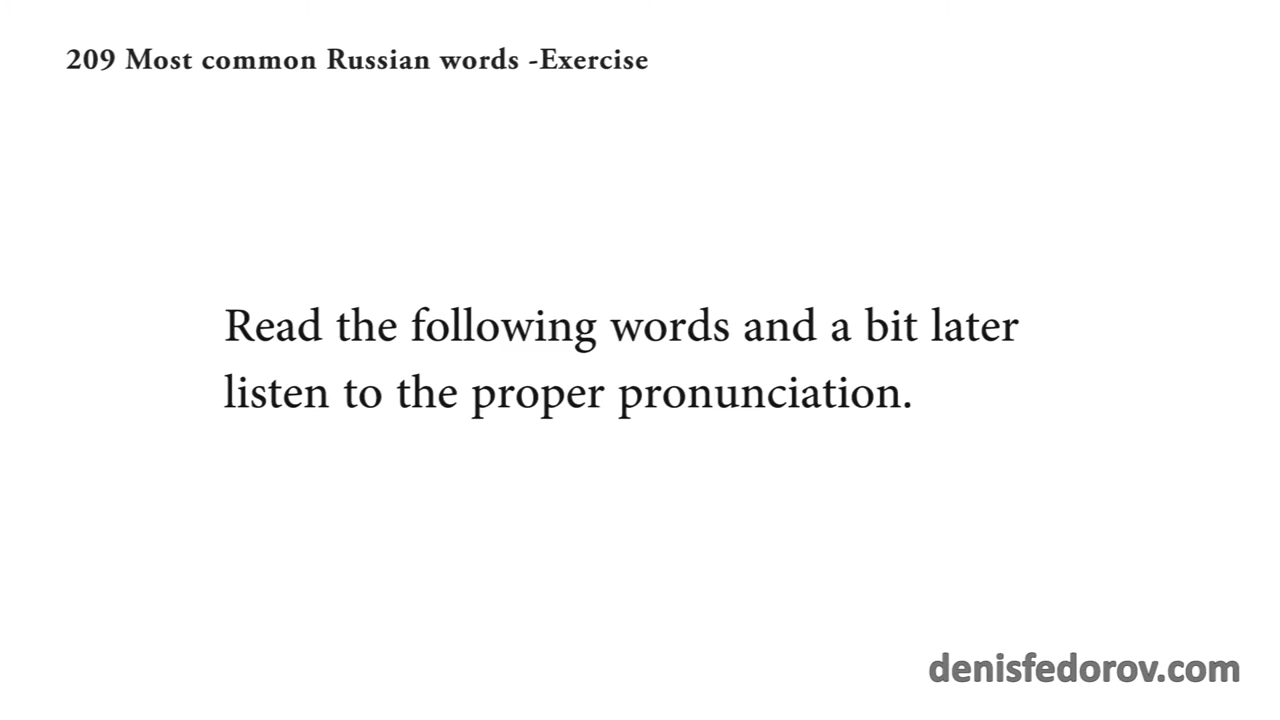 209 Most common Russian words -Exercise
Read the following words and a bit later
listen to the proper pronunciation.
denisfedorov.com